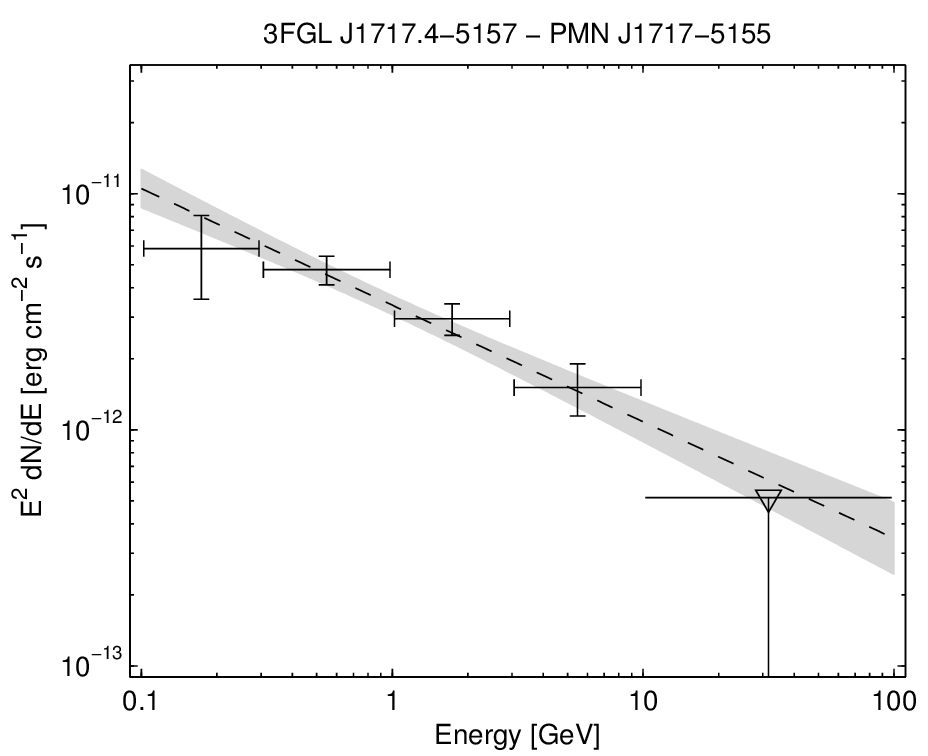 3FGL J1717.4−5157 − PMN J1717−5155
E² dN/dE [erg cm⁻² s⁻¹]
10⁻¹¹
10⁻¹²
10⁻¹³
0.1 1 10 100
Energy [GeV]